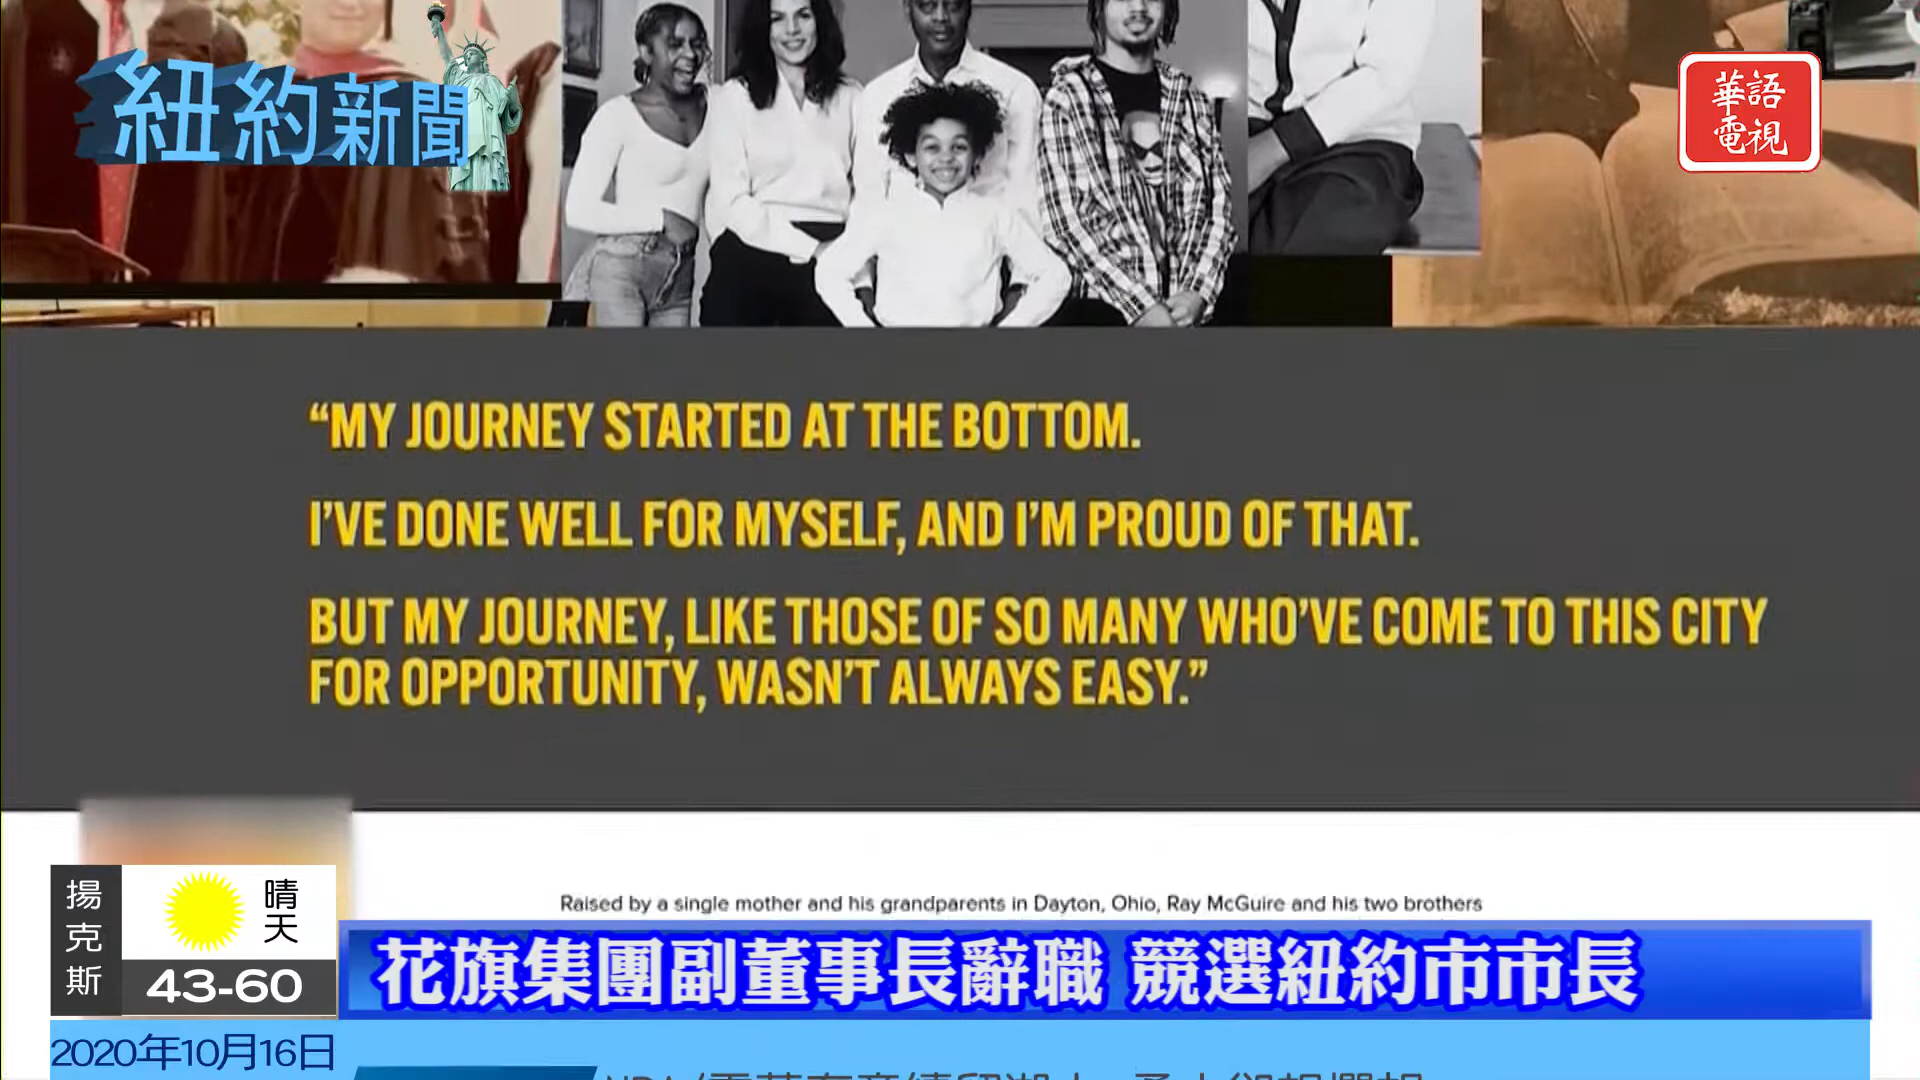 紐約新聞
華語
電視
“MY JOURNEY STARTED AT THE BOTTOM.
I’VE DONE WELL FOR MYSELF, AND I’M PROUD OF THAT.
BUT MY JOURNEY, LIKE THOSE OF SO MANY WHO’VE COME TO THIS CITY
FOR OPPORTUNITY, WASN’T ALWAYS EASY.”
Raised by a single mother and his grandparents in Dayton, Ohio, Ray McGuire and his two brothers
揚克斯
晴天
43-60
花旗集團副董事長辭職 競選紐約市市長
2020年10月16日